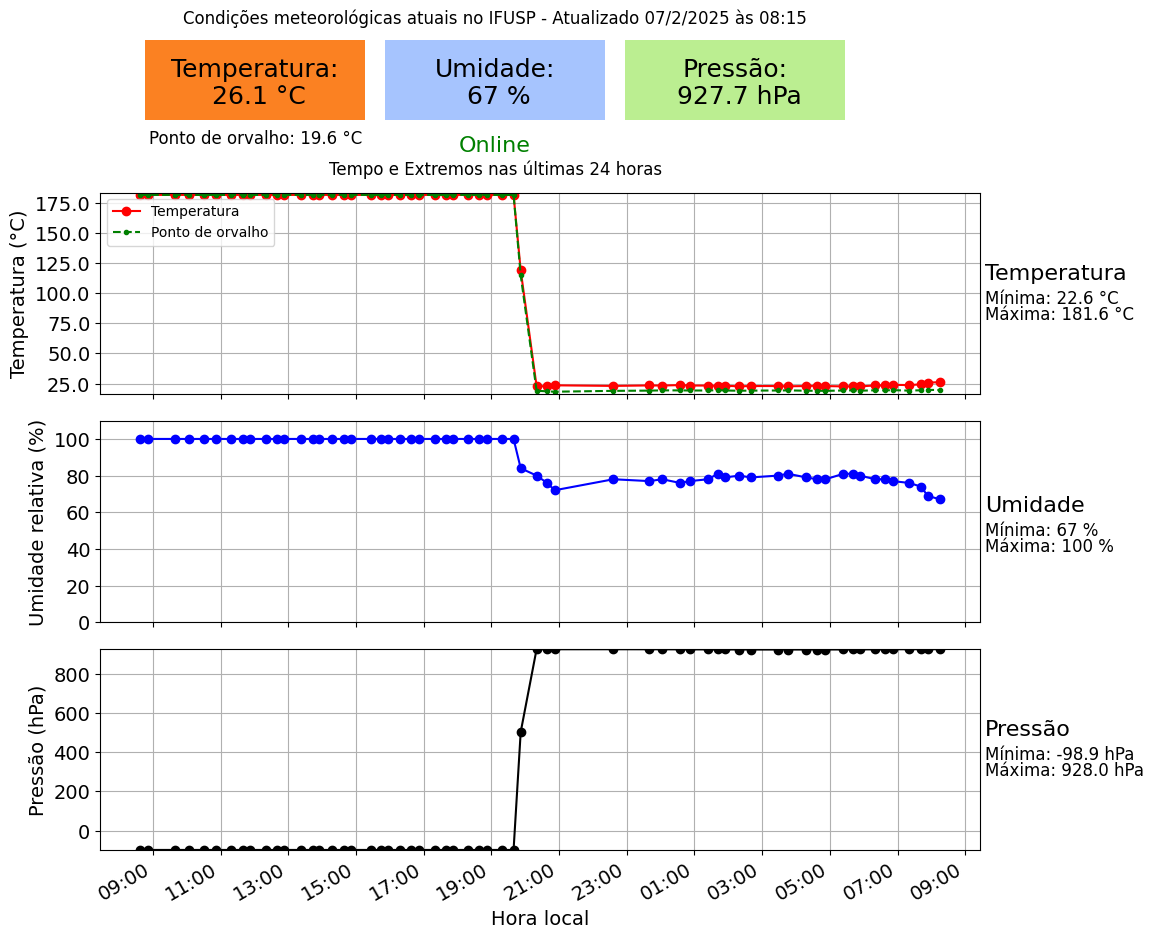 Condições meteorológicas atuais no IFUSP - Atualizado 07/2/2025 às 08:15
Temperatura:
26.1 °C
Umidade:
67 %
Pressão:
927.7 hPa
Ponto de orvalho: 19.6 °C
Online
Tempo e Extremos nas últimas 24 horas
Temperatura (°C)
175.0
150.0
125.0
100.0
75.0
50.0
25.0
Temperatura
Ponto de orvalho
Temperatura
Mínima: 22.6 °C
Máxima: 181.6 °C
Umidade relativa (%)
100
80
60
40
20
0
Umidade
Mínima: 67 %
Máxima: 100 %
Pressão (hPa)
800
600
400
200
0
Pressão
Mínima: -98.9 hPa
Máxima: 928.0 hPa
09:00 11:00 13:00 15:00 17:00 19:00 21:00 23:00 01:00 03:00 05:00 07:00 09:00
Hora local